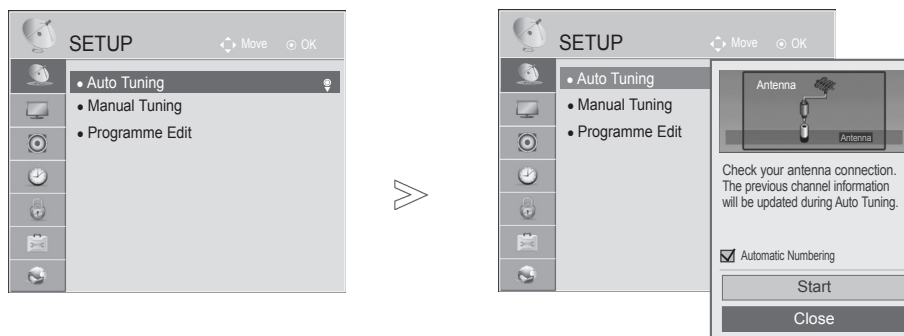 SETUP
Move
OK
• Auto Tuning
• Manual Tuning
• Programme Edit
SETUP
Move
OK
• Auto Tuning
• Manual Tuning
• Programme Edit
Antenna
Antenna
Check your antenna connection.
The previous channel information
will be updated during Auto Tuning.
Automatic Numbering
Start
Close